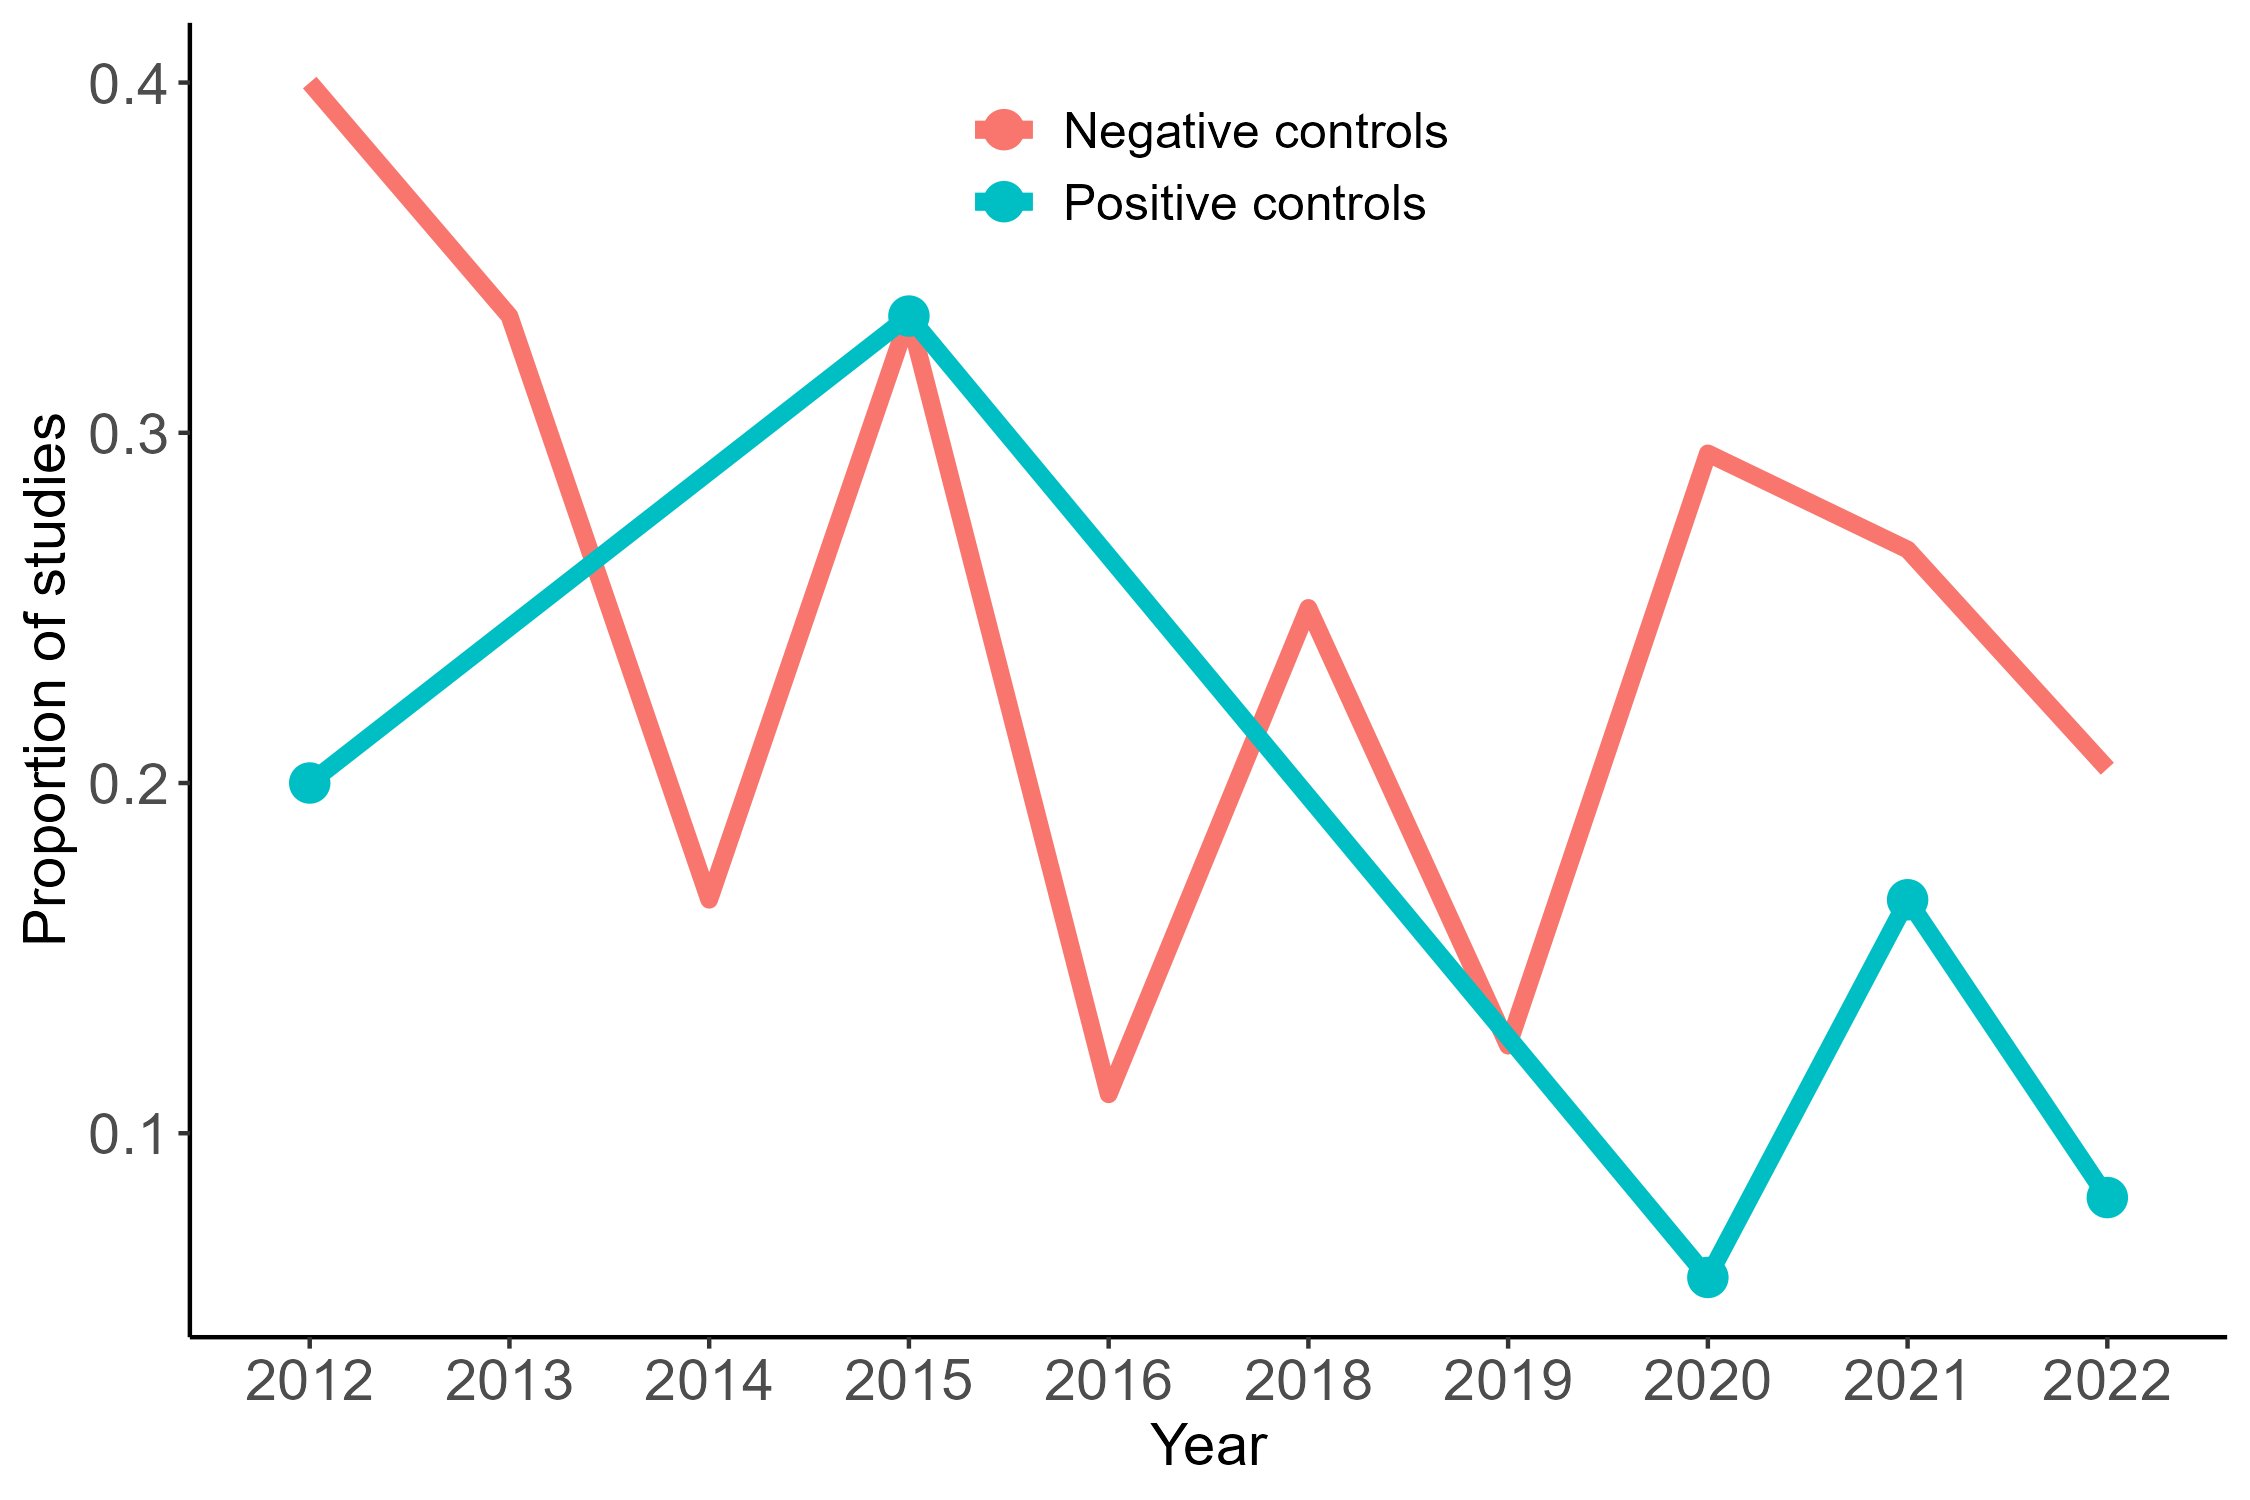 Negative controls
Positive controls
Proportion of studies
0.4
0.3
0.2
0.1
2012 2013 2014 2015 2016 2018 2019 2020 2021 2022
Year